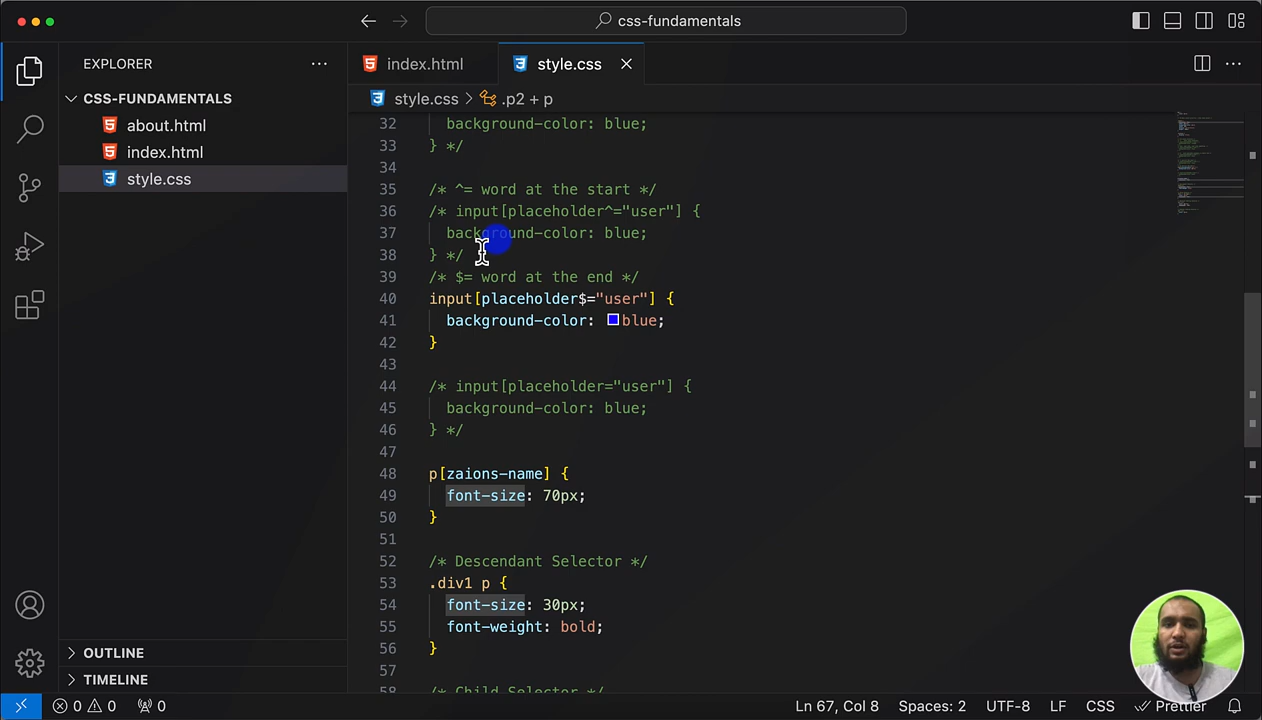 css-fundamentals
EXPLORER
index.html
style.css
CSS-FUNDAMENTALS
about.html
index.html
style.css
style.css > .p2 + p
32 background-color: blue;
33 } */
34
35 /* ^= word at the start */
36 /* input[placeholder^="user"] {
37 background-color: blue;
38 } */
39 /* $= word at the end */
40 input[placeholder$="user"] {
41 background-color: blue;
42 }
43
44 /* input[placeholder="user"] {
45 background-color: blue;
46 } */
47
48 p[zaions-name] {
49 font-size: 70px;
50 }
51
52 /* Descendant Selector */
53 .div1 p {
54 font-size: 30px;
55 font-weight: bold;
56 }
57
58 /* Child Selector */
OUTLINE
TIMELINE
0 0 0
Ln 67, Col 8 Spaces: 2 UTF-8 LF CSS Prettier